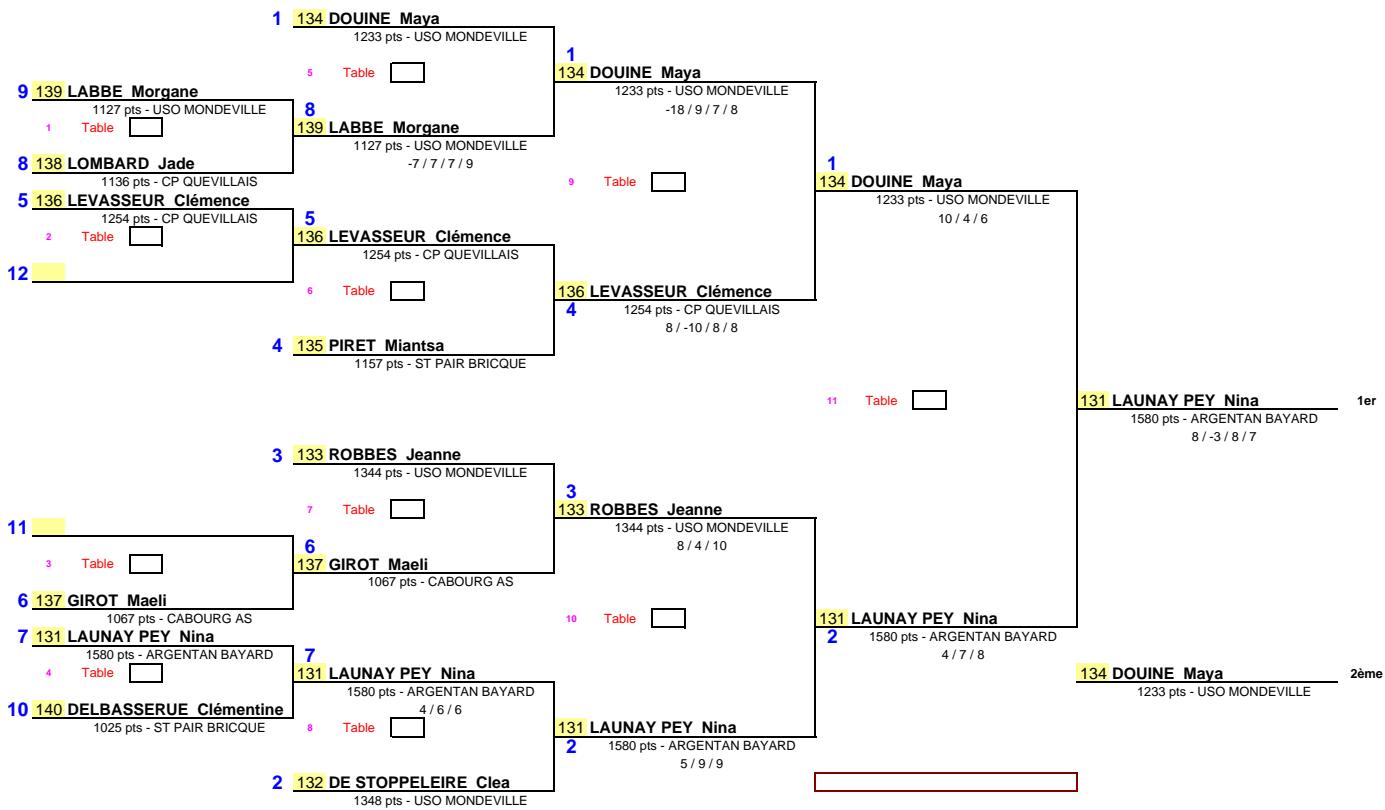 1 134 DOUINE Maya
1233 pts - USO MONDEVILLE
5 Table
9 139 LABBE Morgane
1127 pts - USO MONDEVILLE
1 Table
8 138 LOMBARD Jade
1136 pts - CP QUEVILLAIS
8
139 LABBE Morgane
1127 pts - USO MONDEVILLE
-7 / 7 / 7 / 9
1
134 DOUINE Maya
1233 pts - USO MONDEVILLE
-18 / 9 / 7 / 8
5 136 LEVASSEUR Clémence
1254 pts - CP QUEVILLAIS
2 Table
12
5
136 LEVASSEUR Clémence
1254 pts - CP QUEVILLAIS
6 Table
4 135 PIRET Miantsa
1157 pts - ST PAIR BRICQUE
9 Table
136 LEVASSEUR Clémence
4
1254 pts - CP QUEVILLAIS
8 / -10 / 8 / 8
1
134 DOUINE Maya
1233 pts - USO MONDEVILLE
10 / 4 / 6
11 Table
131 LAUNAY PEY Nina 1er
1580 pts - ARGENTAN BAYARD
8 / -3 / 8 / 7
3 133 ROBBES Jeanne
1344 pts - USO MONDEVILLE
7 Table
11
3 Table
6 137 GIROT Maeli
1067 pts - CABOURG AS
6
137 GIROT Maeli
1067 pts - CABOURG AS
3
133 ROBBES Jeanne
1344 pts - USO MONDEVILLE
8 / 4 / 10
10 Table
7 131 LAUNAY PEY Nina
1580 pts - ARGENTAN BAYARD
4 Table
10 140 DELBASSERUE Clémentine
1025 pts - ST PAIR BRICQUE
7
131 LAUNAY PEY Nina
1580 pts - ARGENTAN BAYARD
4 / 6 / 6
8 Table
2 132 DE STOPPELEIRE Clea
1348 pts - USO MONDEVILLE
131 LAUNAY PEY Nina
2
1580 pts - ARGENTAN BAYARD
5 / 9 / 9
131 LAUNAY PEY Nina
2
1580 pts - ARGENTAN BAYARD
4 / 7 / 8
134 DOUINE Maya 2ème
1233 pts - USO MONDEVILLE